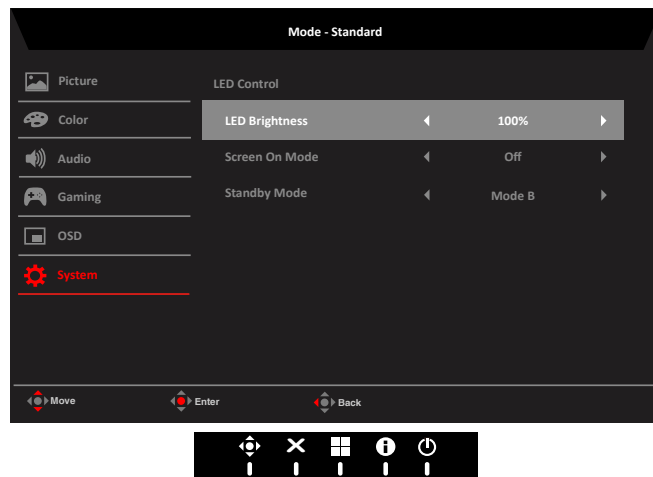 Mode - Standard
Picture
Color
Audio
Gaming
OSD
System
LED Control
LED Brightness 100%
Screen On Mode Off
Standby Mode Mode B
Move Enter Back